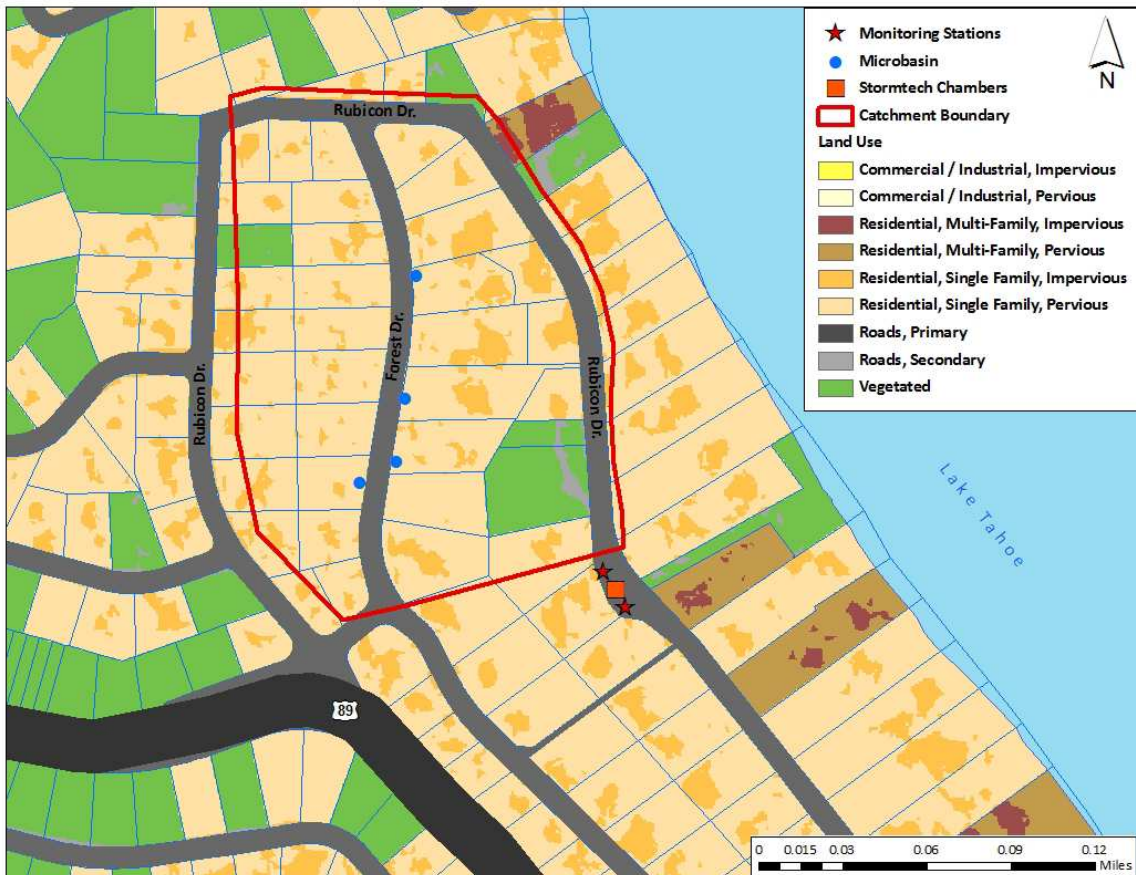 Monitoring Stations
Microbasin
Stormtech Chambers
Catchment Boundary
Land Use
Commercial / Industrial, Impervious
Commercial / Industrial, Pervious
Residential, Multi-Family, Impervious
Residential, Multi-Family, Pervious
Residential, Single Family, Impervious
Residential, Single Family, Pervious
Roads, Primary
Roads, Secondary
Vegetated
N
Rubicon Dr.
Forest Dr.
Rubicon Dr.
Rubicon Dr.
Lake Tahoe
89
0 0.015 0.03 0.06 0.09 0.12
Miles